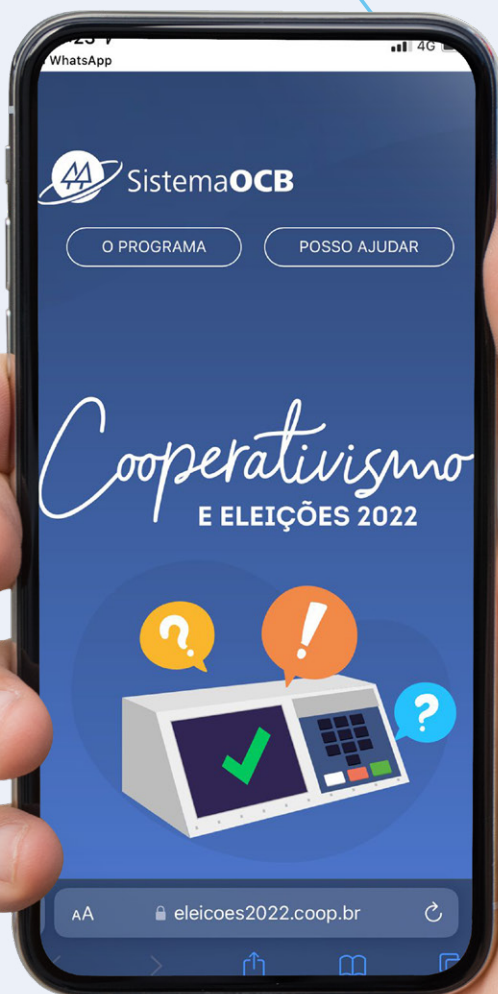 WhatsApp
4G
SistemaOCB
O PROGRAMA
POSSO AJUDAR
Cooperativismo
E ELEIÇÕES 2022
?
!
?
AA
eleicoes2022.coop.br